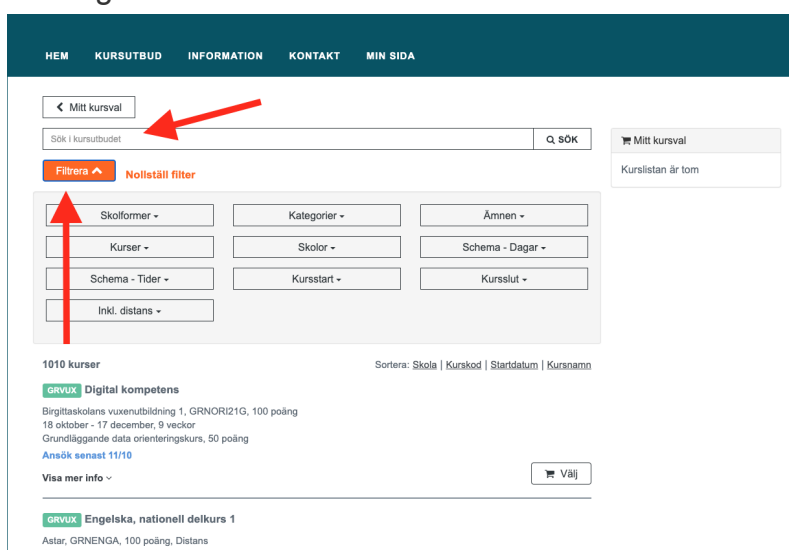 HEM KURSUTBUD INFORMATION KONTAKT MIN SIDA
Mitt kursval
Sök i kursutbudet
SÖK
Mitt kursval
Kurslistan är tom
Filtrera
Nollställ filter
Skolformer Kategorier Ämnen
Kurser Skolor Schema - Dagar
Schema - Tider Kursstart Kursslut
Inkl. distans
1010 kurser
Sortera: Skola | Kurskod | Startdatum | Kursnamn
GRVUX Digital kompetens
Birgittaskolans vuxenutbildning 1, GRNORI21G, 100 poäng
18 oktober - 17 december, 9 veckor
Grundläggande data orienteringskurs, 50 poäng
Ansök senast 11/10
Visa mer info
Välj
GRVUX Engelska, nationell delkurs 1
Astar, GRNENGA, 100 poäng, Distans